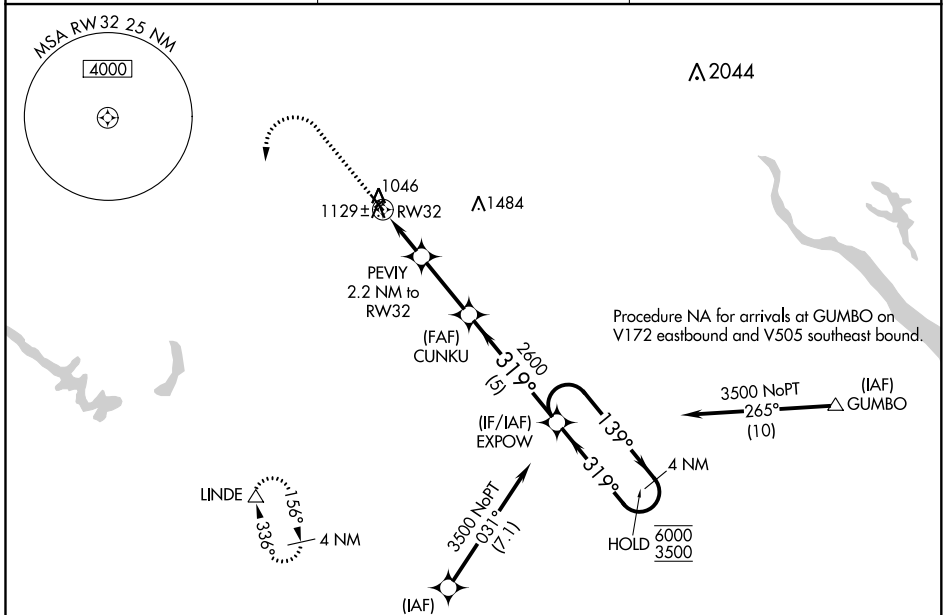 MSA RW32 25 NM
4000
2044
1046
1129± RW32
1484
PEVIY
2.2 NM to
RW32
(FAF)
CUNKU
2600
319°
(5)
Procedure NA for arrivals at GUMBO on
V172 eastbound and V505 southeast bound.
3500 NoPT
265°
(10)
(IAF)
GUMBO
(IF/IAF)
EXPOW
139°
319°
4 NM
HOLD
6000
3500
LINDE
156°
336°
4 NM
3500 NoPT
031°
(7.1)
(IAF)